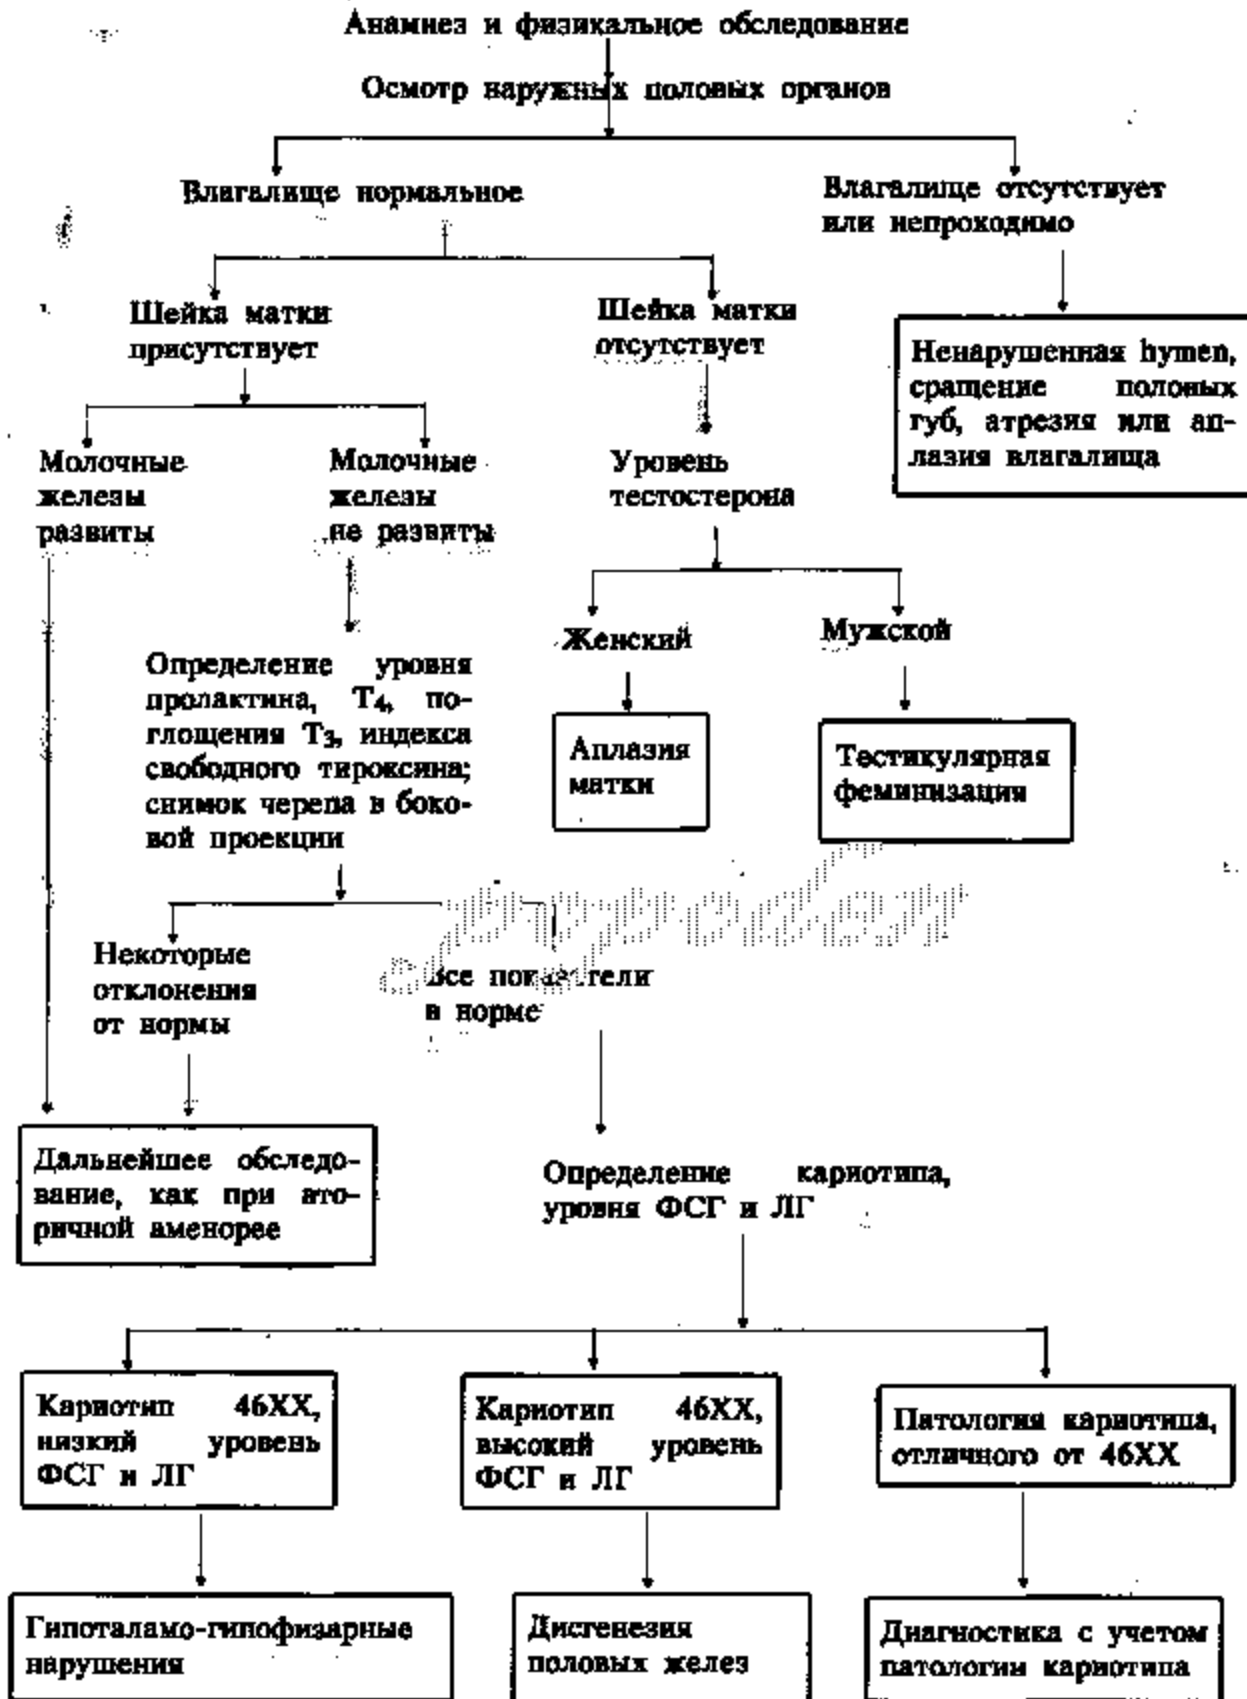 Анамнез и физикальное обследование
Осмотр наружных половых органов
Влагалище нормальное
Влагалище отсутствует
или непроходимо
Шейка матки
присутствует
Шейка матки
отсутствует
Ненарушенная hymen,
сращение половых
губ, атрезия или ап-
лазия влагалища
Молочные
железы
развиты
Молочные
железы
не развиты
Уровень
тестостерона
Женский
Мужской
Определение уровня
пролактина, T4, по-
глощения T3, индекса
свободного тироксина;
снимок черепа в боко-
вой проекции
Аплазия
матки
Тестикулярная
феминизация
Некоторые
отклонения
от нормы
все показатели
в норме
Дальнейшее обследо-
вание, как при вто-
ричной аменорее
Определение кариотипа,
уровня ФСГ и ЛГ
Кариотип 46XX,
низкий уровень
ФСГ и ЛГ
Кариотип 46XX,
высокий уровень
ФСГ и ЛГ
Патология кариотипа,
отличного от 46XX
Гипоталамо-гипофизарные
нарушения
Дисгенезия
половых желез
Диагностика с учетом
патологии кариотипа